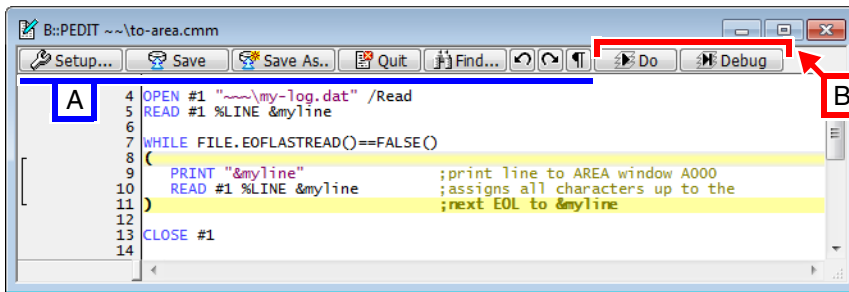 B::PEDIT ~~\to-area.cmm
Setup... Save Save As.. Quit Find... ¶ Do Debug
A B
4 OPEN #1 "~~~\my-log.dat" /Read
5 READ #1 %LINE &myline
6
7 WHILE FILE.EOFLASTREAD()==FALSE()
8 (
9 PRINT "&myline" ;print line to AREA window A000
10 READ #1 %LINE &myline ;assigns all characters up to the
11 ) ;next EOL to &myline
12
13 CLOSE #1
14